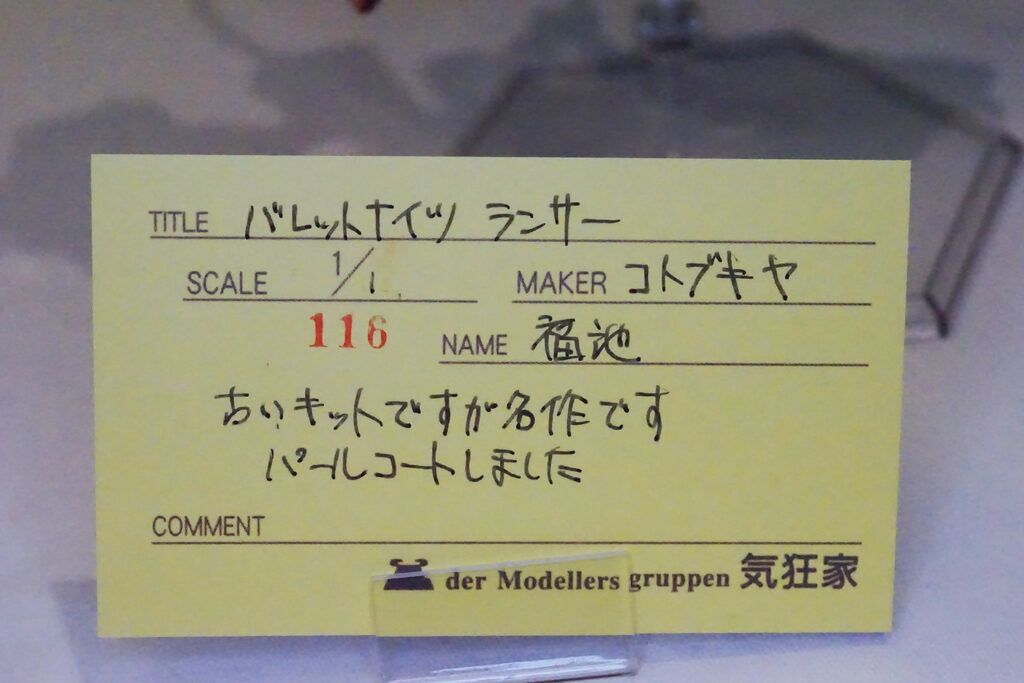 TITLE バレットナイツ ランサー
SCALE 1/1. MAKER コトブキヤ
116
NAME 福池
古いキットですが名作です
パールコートしました
COMMENT
der Modellers gruppen 気狂家